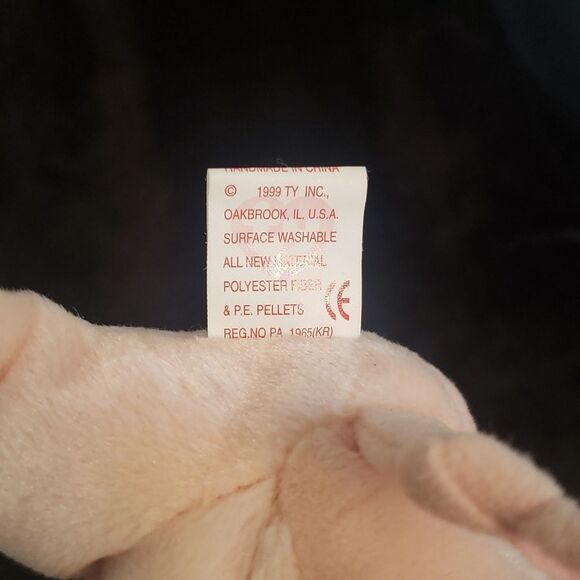 HANDMADE IN CHINA
© 1999 TY INC.,
OAKBROOK, IL. U.S.A.
SURFACE WASHABLE
ALL NEW MATERIAL
POLYESTER FIBER
& P.E. PELLETS CE
REG.NO PA. 1965(KR)